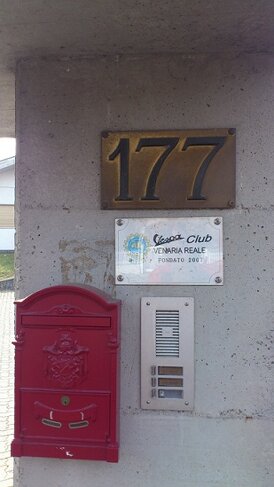 177
Vespa Club
VENARIA REALE
FONDATO 2007